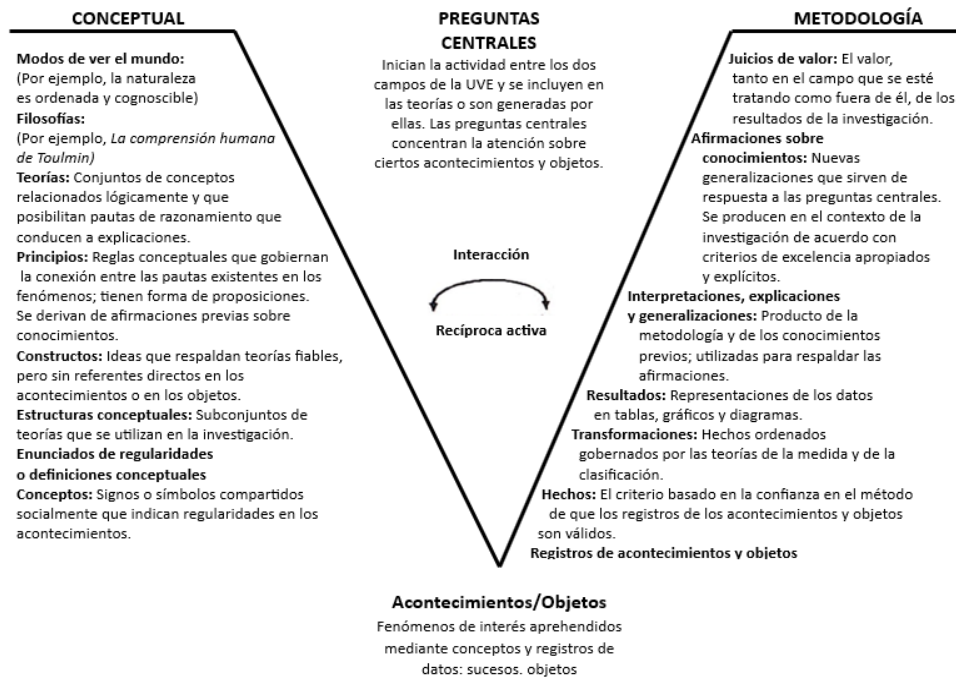 CONCEPTUAL
Modos de ver el mundo:
(Por ejemplo, la naturaleza
es ordenada y cognoscible)
Filosofías:
(Por ejemplo, La comprensión humana
de Toulmin)
Teorías: Conjuntos de conceptos
relacionados lógicamente y que
posibilitan pautas de razonamiento que
conducen a explicaciones.
Principios: Reglas conceptuales que gobiernan
la conexión entre las pautas existentes en los
fenómenos; tienen forma de proposiciones.
Se derivan de afirmaciones previas sobre
conocimientos.
Constructos: Ideas que respaldan teorías fiables,
pero sin referentes directos en los
acontecimientos o en los objetos.
Estructuras conceptuales: Subconjuntos de
teorías que se utilizan en la investigación.
Enunciados de regularidades
o definiciones conceptuales
Conceptos: Signos o símbolos compartidos
socialmente que indican regularidades en los
acontecimientos.
PREGUNTAS
CENTRALES
Inician la actividad entre los dos
campos de la UVE y se incluyen en
las teorías o son generadas por
ellas. Las preguntas centrales
concentran la atención sobre
ciertos acontecimientos y objetos.
Interacción
Recíproca activa
METODOLOGÍA
Juicios de valor: El valor,
tanto en el campo que se esté
tratando como fuera de él, de los
resultados de la investigación.
Afirmaciones sobre
conocimientos: Nuevas
generalizaciones que sirven de
respuesta a las preguntas centrales.
Se producen en el contexto de la
investigación de acuerdo con
criterios de excelencia apropiados
y explícitos.
Interpretaciones, explicaciones
y generalizaciones: Producto de la
metodología y de los conocimientos
previos; utilizadas para respaldar las
afirmaciones.
Resultados: Representaciones de los datos
en tablas, gráficos y diagramas.
Transformaciones: Hechos ordenados
gobernados por las teorías de la medida y de la
clasificación.
Hechos: El criterio basado en la confianza en el método
de que los registros de los acontecimientos y objetos
son válidos.
Registros de acontecimientos y objetos
Acontecimientos/Objetos
Fenómenos de interés aprehendidos
mediante conceptos y registros de
datos: sucesos. objetos